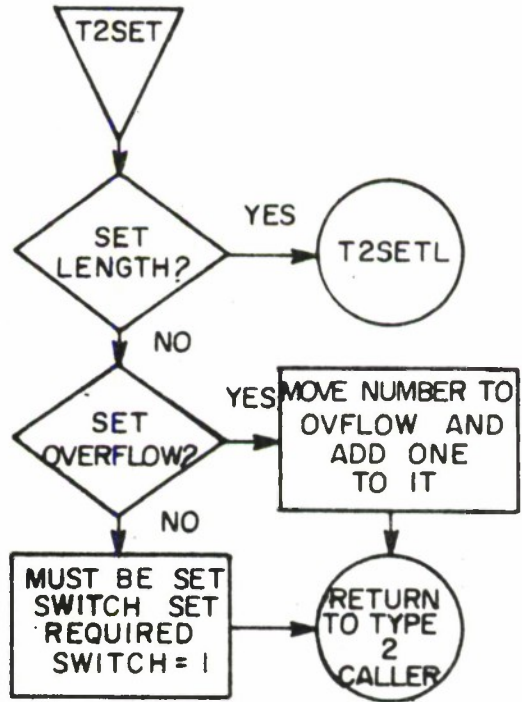 T2SET
SET
LENGTH?
YES
T2SETL
NO
SET
OVERFLOW?
YES
MOVE NUMBER TO
OVFLOW AND
ADD ONE
TO IT
NO
MUST BE SET
SWITCH SET
REQUIRED
SWITCH = 1
RETURN
TO TYPE
2
CALLER